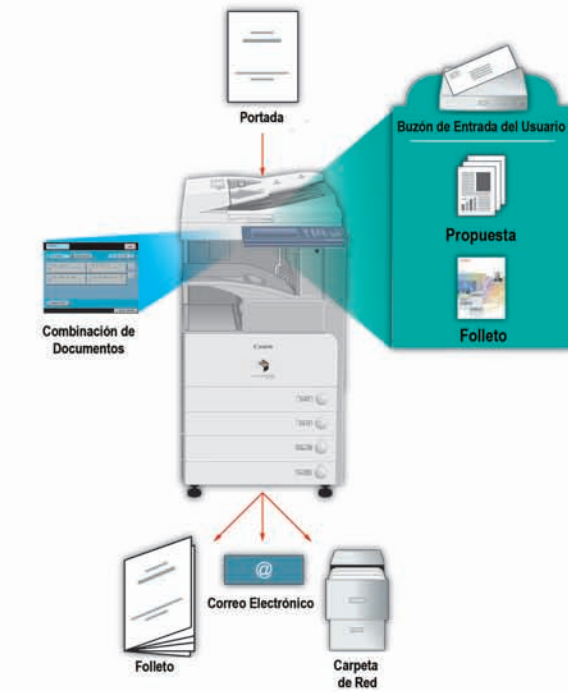 Portada
Buzón de Entrada del Usuario
Propuesta
Folleto
Combinación de
Documentos
Canon
@
Correo Electrónico
Folleto
Carpeta
de Red